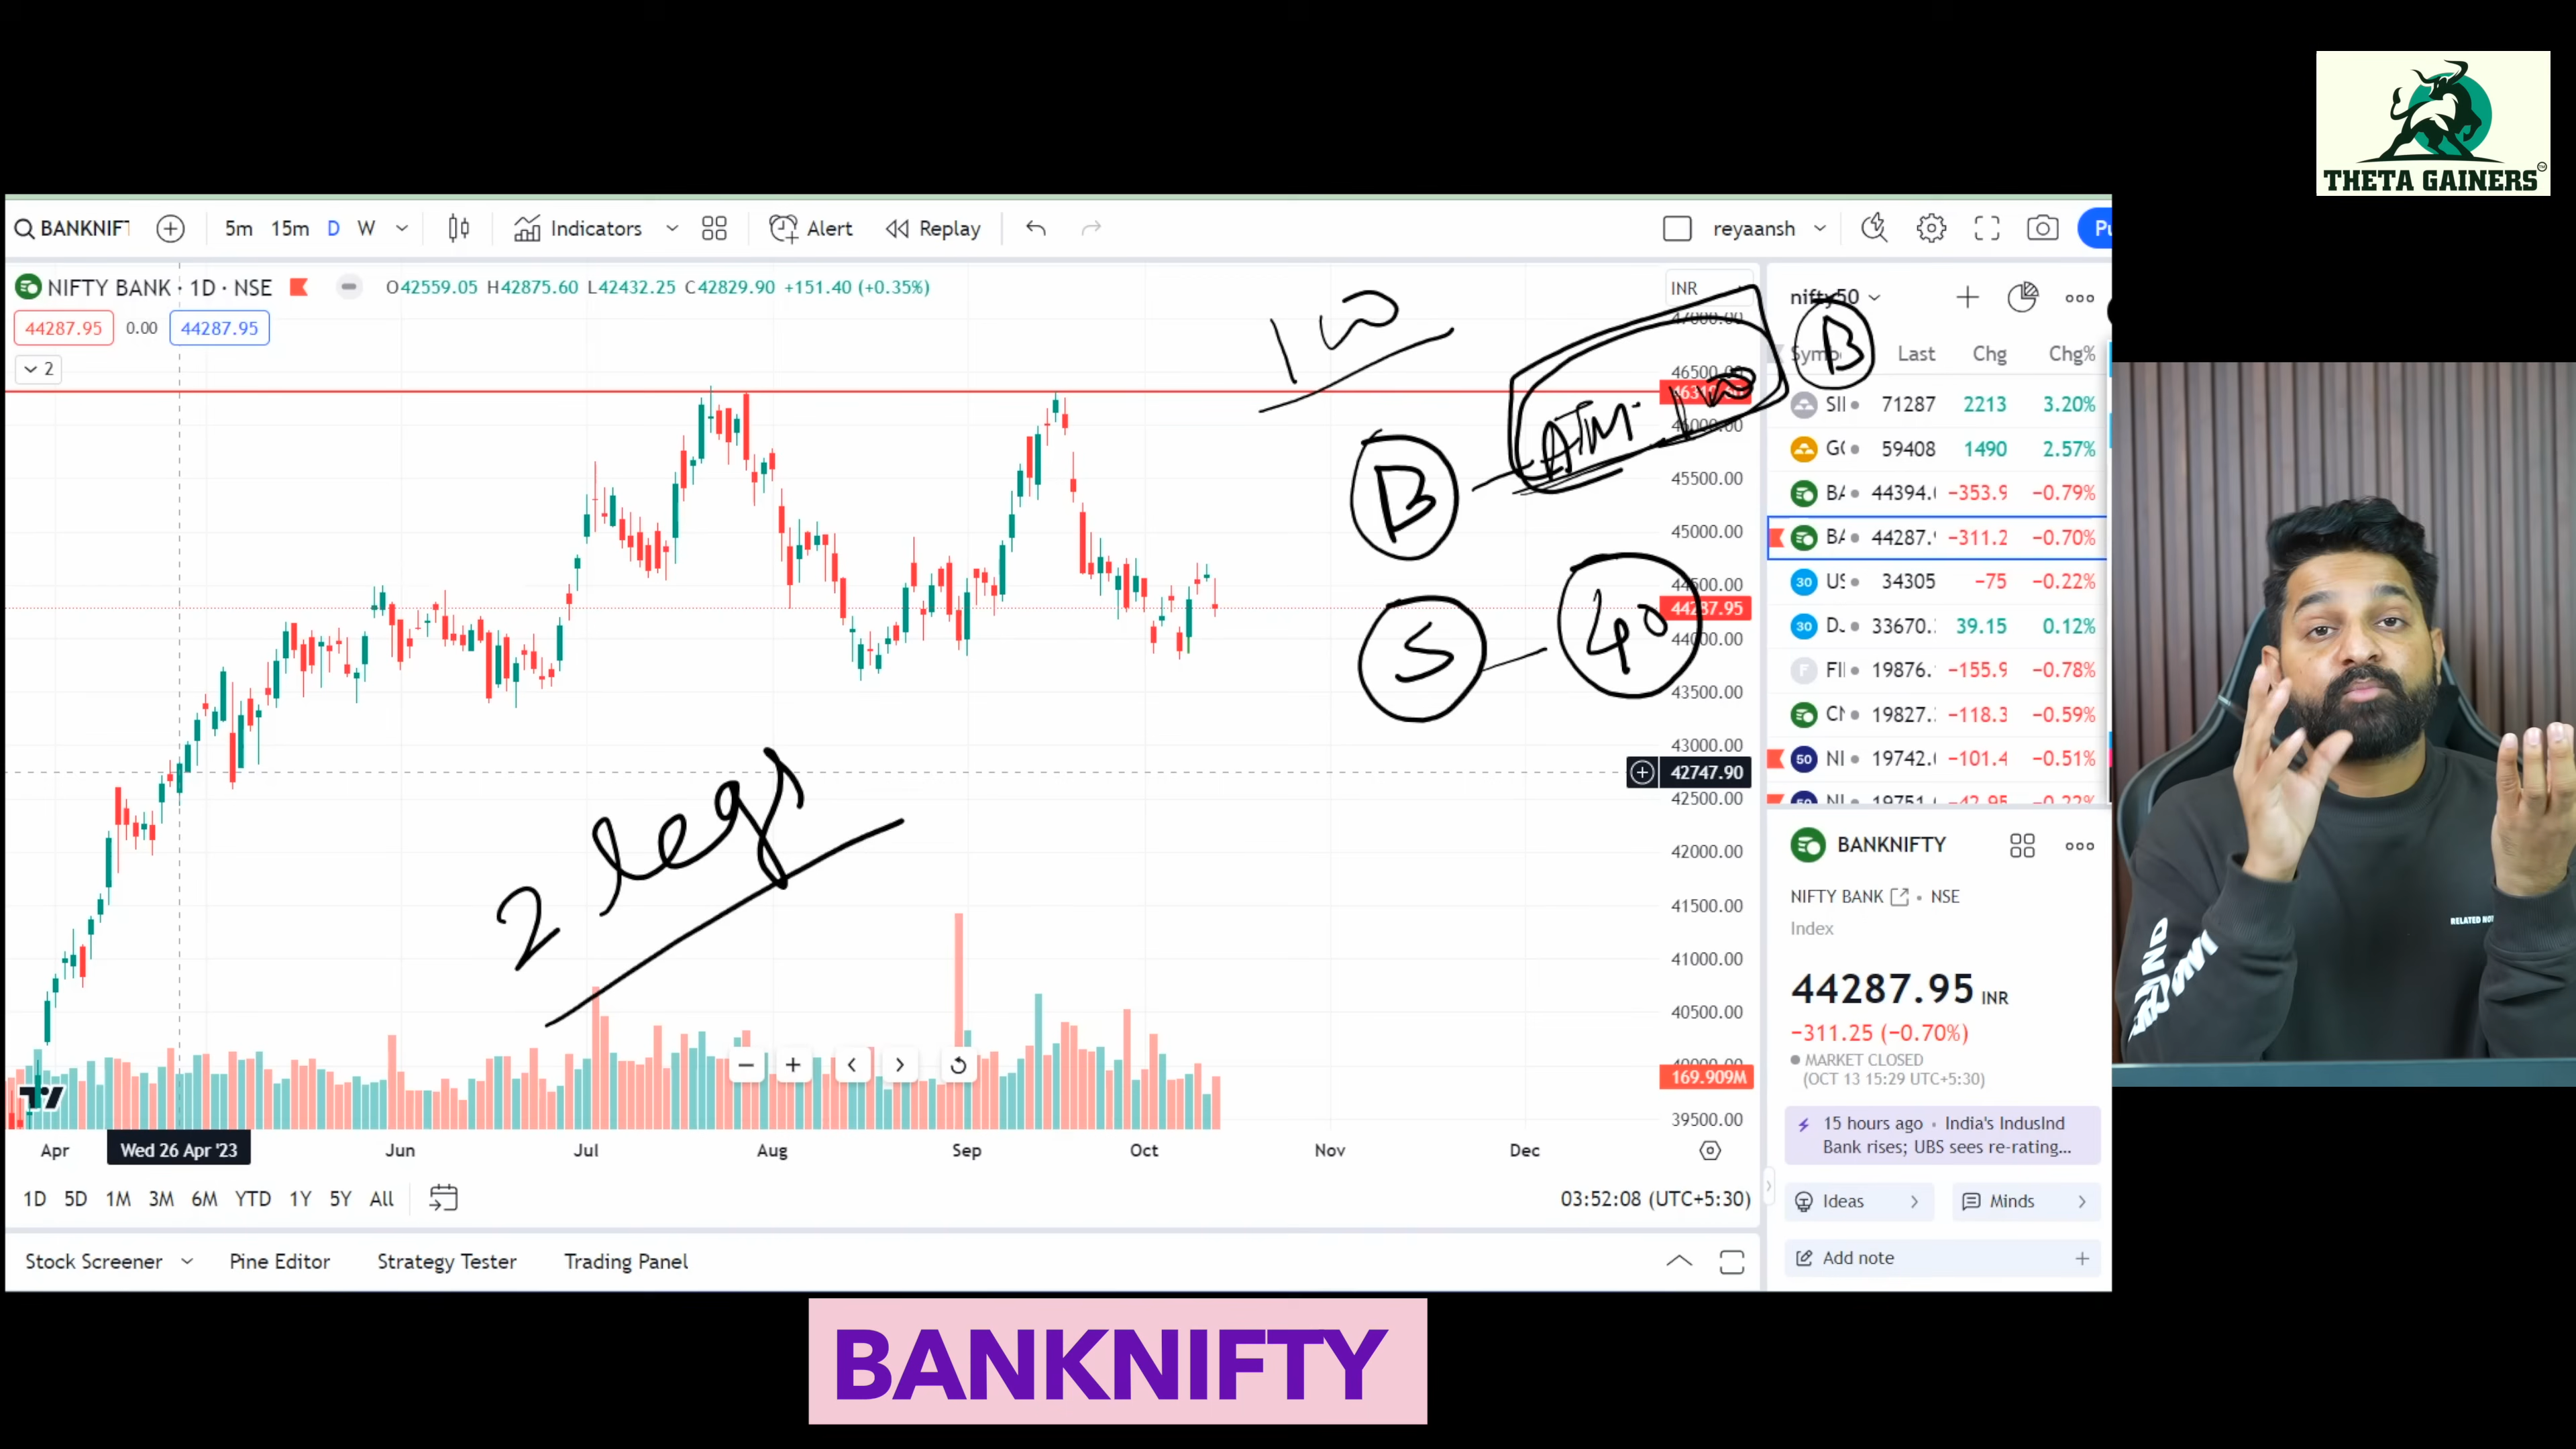 THETA GAINERS
BANKNIFT 5m 15m D W Indicators Alert Replay reyaansh
NIFTY BANK · 1D · NSE O42559.05 H42875.60 L42432.25 C42829.90 +151.40 (+0.35%)
44287.95 0.00 44287.95
2
INR
46500.00
45500.00
45000.00
44500.00
44287.95
44000.00
43500.00
43000.00
42747.90
42500.00
42000.00
41500.00
41000.00
40500.00
169.909M
39500.00
100
B ATM 100
S 40
2 legs
B
Apr Wed 26 Apr '23 Jun Jul Aug Sep Oct Nov Dec
1D 5D 1M 3M 6M YTD 1Y 5Y All 03:52:08 (UTC+5:30)
Stock Screener Pine Editor Strategy Tester Trading Panel
nifty50
Last Chg Chg%
SII 71287 2213 3.20%
59408 1490 2.57%
44394. −353.9 −0.79%
44287. −311.2 −0.70%
34305 −75 −0.22%
30 33670. 39.15 0.12%
19876. −155.9 −0.78%
19827. −118.3 −0.59%
50 NI 19742. −101.4 −0.51%
BANKNIFTY
NIFTY BANK • NSE
Index
44287.95 INR
−311.25 (−0.70%)
MARKET CLOSED
(OCT 13 15:29 UTC+5:30)
15 hours ago • India's IndusInd
Bank rises; UBS sees re-rating...
Ideas Minds
Add note
BANKNIFTY